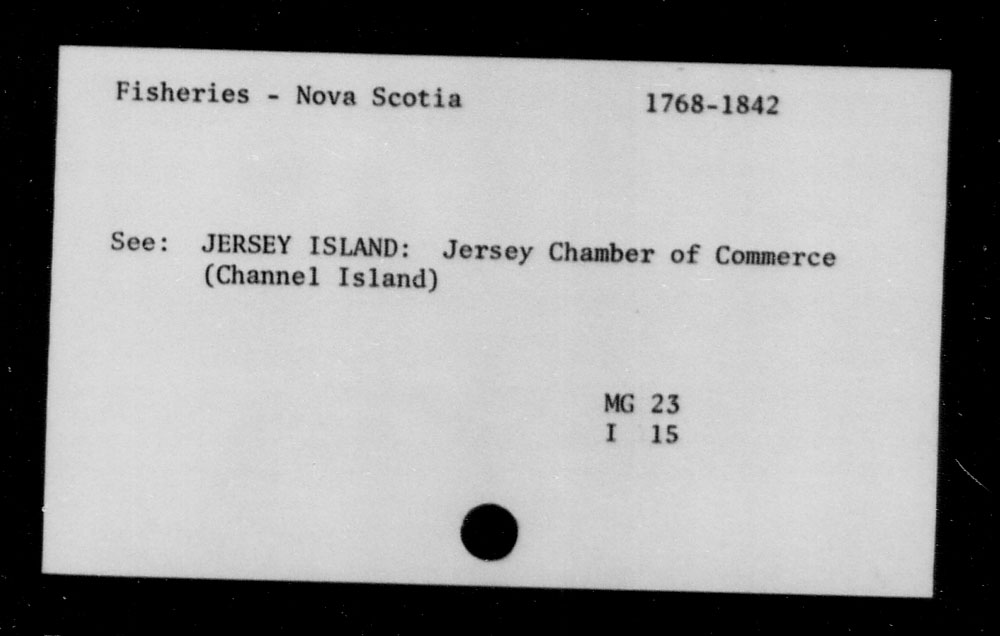 Fisheries - Nova Scotia 1768-1842
See: JERSEY ISLAND: Jersey Chamber of Commerce
(Channel Island)
MG 23
I 15